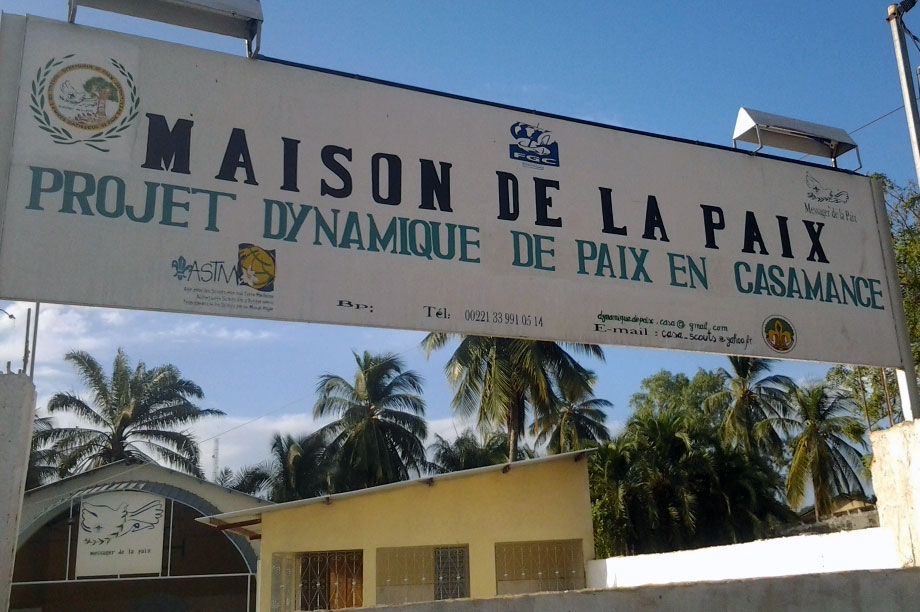 MAISON DE LA PAIX
FGC
Messager de la Paix
PROJET DYNAMIQUE DE PAIX EN CASAMANCE
ASTM
Bp: Tél: 00221 33 991 05 14
dynamiquedepaix.casa@gmail.com
E-mail: casa_scouts@yahoo.fr
messager de la paix